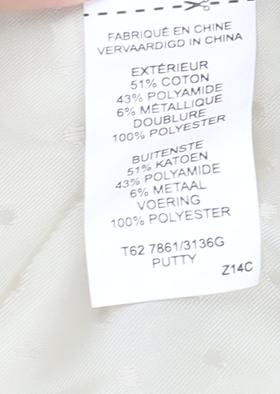 FABRIQUÉ EN CHINE
VERVAARDIGD IN CHINA
EXTÉRIEUR
51% COTON
43% POLYAMIDE
6% MÉTALLIQUE
DOUBLURE
100% POLYESTER
BUITENSTE
51% KATOEN
43% POLYAMIDE
6% METAAL
VOERING
100% POLYESTER
T62 7861/3136G
PUTTY
Z14C